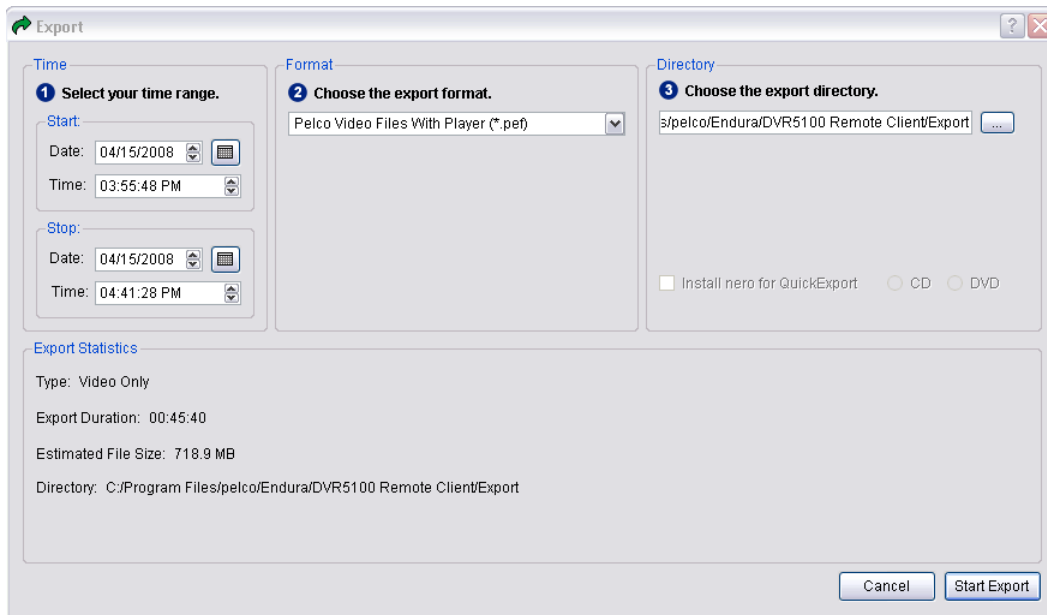 Export
Time
1 Select your time range.
Start:
Date: 04/15/2008
Time: 03:55:48 PM
Stop:
Date: 04/15/2008
Time: 04:41:28 PM
Format
2 Choose the export format.
Pelco Video Files With Player (*.pef)
Directory
3 Choose the export directory.
s/pelco/Endura/DVR5100 Remote Client/Export ...
Install nero for QuickExport CD DVD
Export Statistics
Type: Video Only
Export Duration: 00:45:40
Estimated File Size: 718.9 MB
Directory: C:/Program Files/pelco/Endura/DVR5100 Remote Client/Export
Cancel Start Export